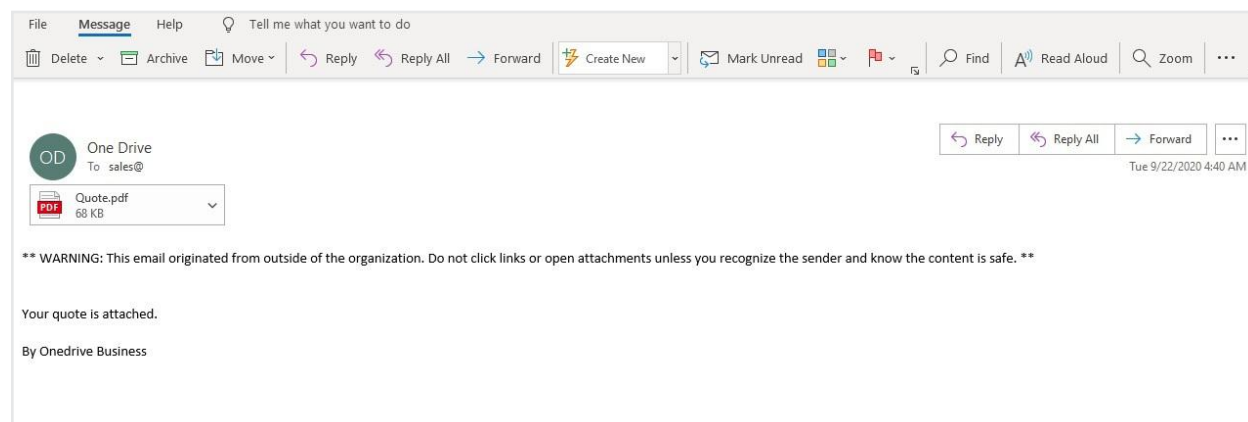 File Message Help Tell me what you want to do
Delete Archive Move Reply Reply All Forward Create New Mark Unread Find A Read Aloud Zoom ...
OD One Drive
To sales@
Reply Reply All Forward ...
Tue 9/22/2020 4:40 AM
PDF Quote.pdf
68 KB
** WARNING: This email originated from outside of the organization. Do not click links or open attachments unless you recognize the sender and know the content is safe. **
Your quote is attached.
By Onedrive Business